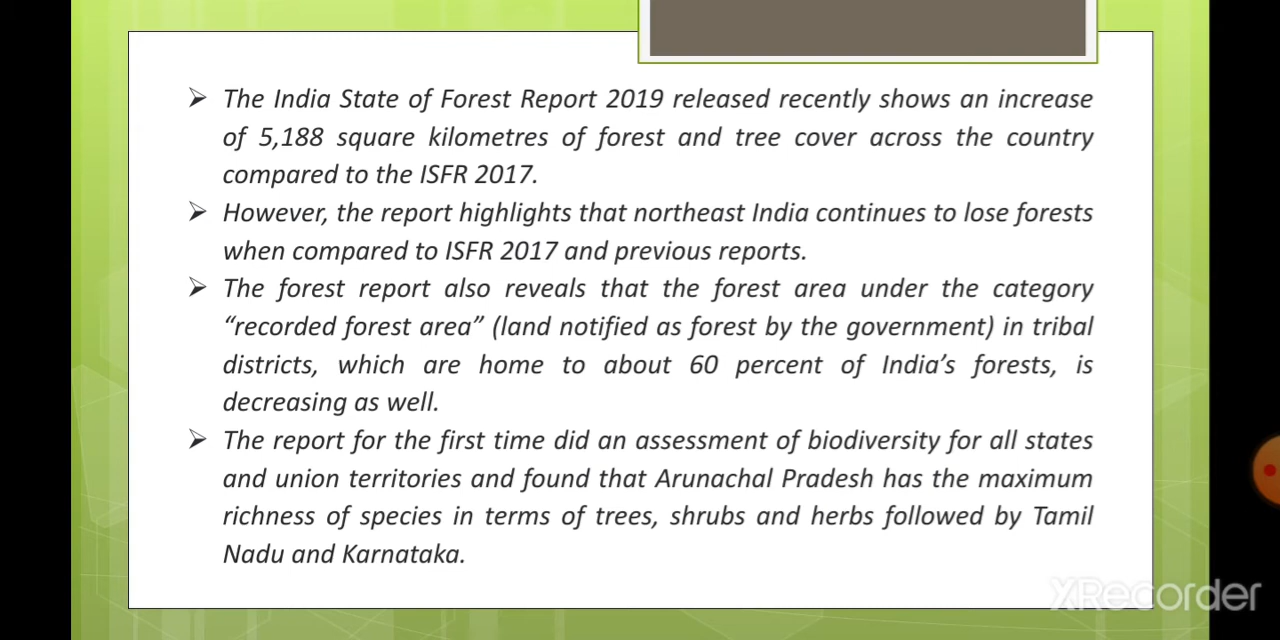 ➢ The India State of Forest Report 2019 released recently shows an increase
of 5,188 square kilometres of forest and tree cover across the country
compared to the ISFR 2017.
➢ However, the report highlights that northeast India continues to lose forests
when compared to ISFR 2017 and previous reports.
➢ The forest report also reveals that the forest area under the category
“recorded forest area” (land notified as forest by the government) in tribal
districts, which are home to about 60 percent of India’s forests, is
decreasing as well.
➢ The report for the first time did an assessment of biodiversity for all states
and union territories and found that Arunachal Pradesh has the maximum
richness of species in terms of trees, shrubs and herbs followed by Tamil
Nadu and Karnataka.
XRecorder